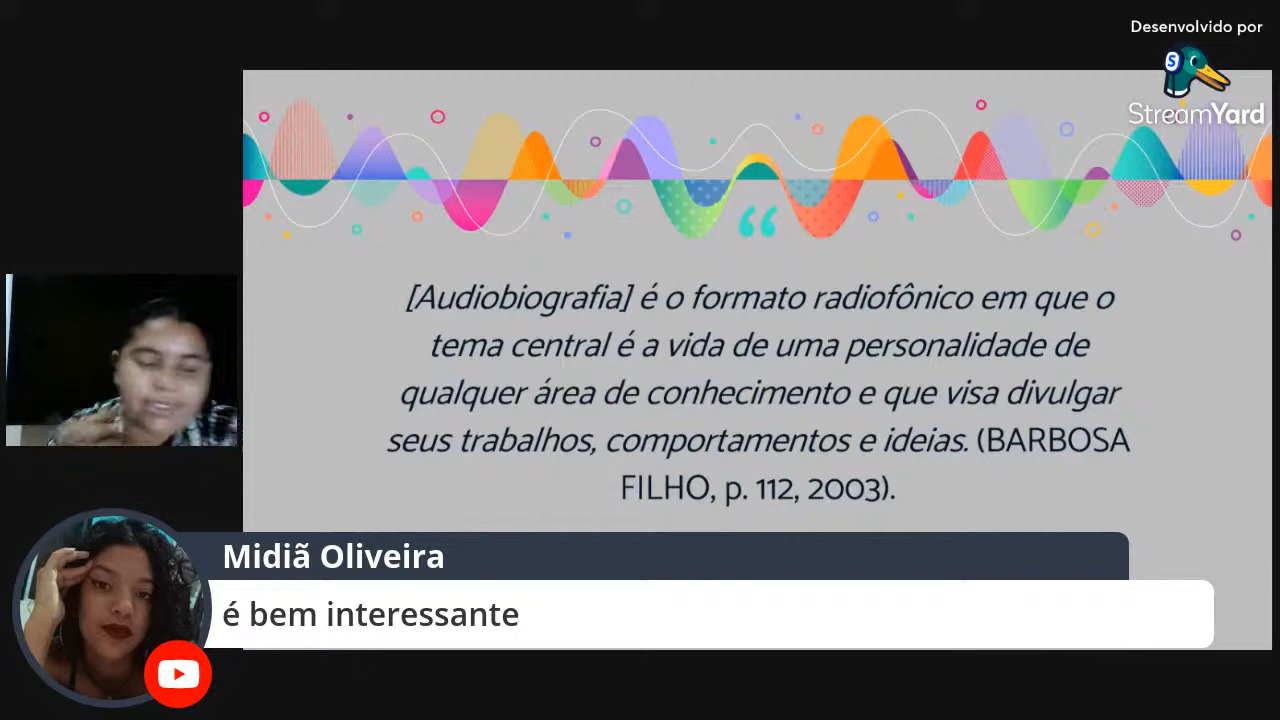 Desenvolvido por
StreamYard
“
[Audiobiografia] é o formato radiofônico em que o
tema central é a vida de uma personalidade de
qualquer área de conhecimento e que visa divulgar
seus trabalhos, comportamentos e ideias. (BARBOSA
FILHO, p. 112, 2003).
Midiã Oliveira
é bem interessante